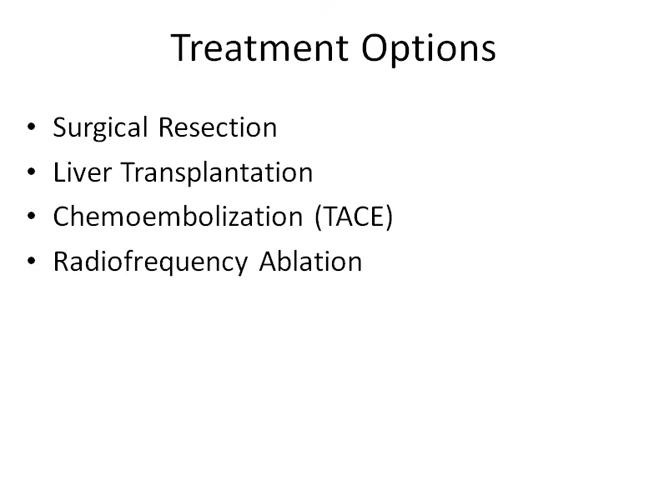 Treatment Options
• Surgical Resection
• Liver Transplantation
• Chemoembolization (TACE)
• Radiofrequency Ablation